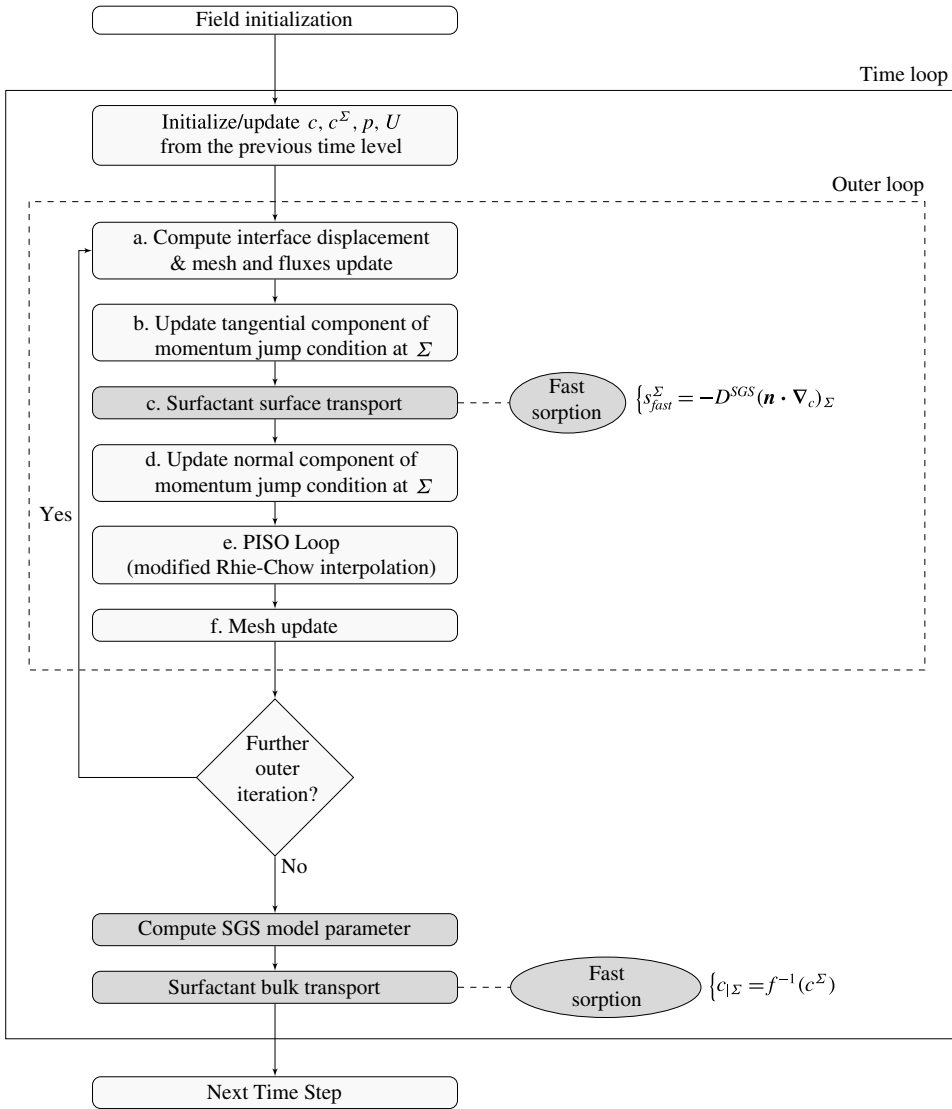 Field initialization
Time loop
Initialize/update c, c^Σ, p, U
from the previous time level
Outer loop
a. Compute interface displacement
& mesh and fluxes update
b. Update tangential component of
momentum jump condition at Σ
c. Surfactant surface transport
Fast
sorption
{s^Σ_fast = −D^SGS(n · ∇_c)_Σ
d. Update normal component of
momentum jump condition at Σ
Yes
e. PISO Loop
(modified Rhie-Chow interpolation)
f. Mesh update
Further
outer
iteration?
No
Compute SGS model parameter
Surfactant bulk transport
Fast
sorption
{c_|Σ = f^−1(c^Σ)
Next Time Step